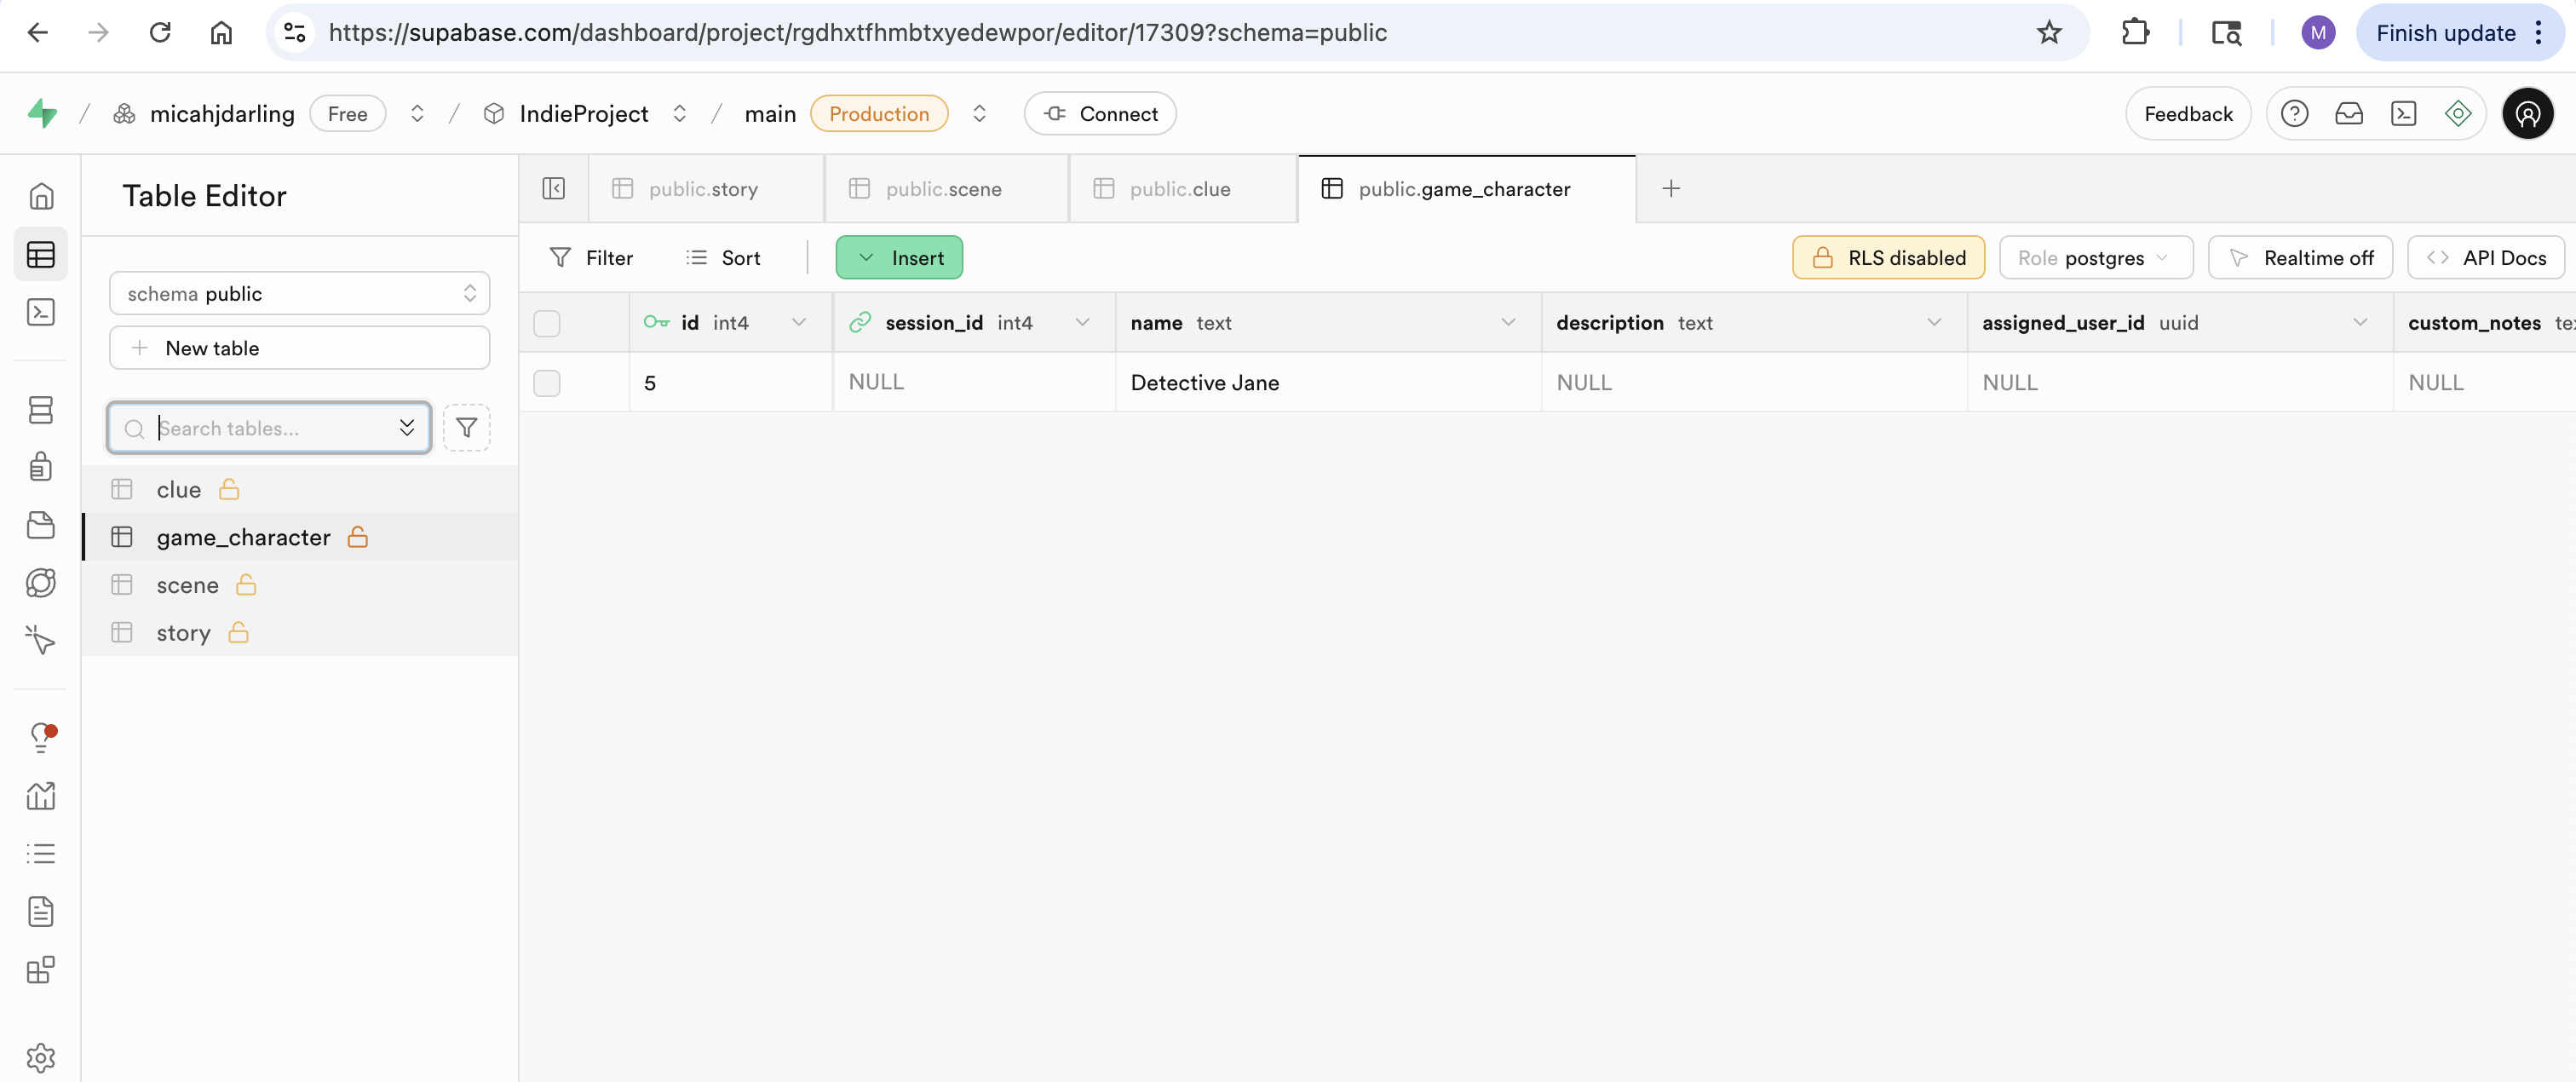 https://supabase.com/dashboard/project/rgdhxtfhmbtxyedewpor/editor/17309?schema=public
M
Finish update
/ micahjdarling Free / IndieProject / main Production Connect
Feedback
Table Editor
public.story
public.scene
public.clue
public.game_character
Filter
Sort
Insert
RLS disabled
Role postgres
Realtime off
API Docs
schema public
New table
Search tables...
clue
game_character
scene
story
id int4
session_id int4
name text
description text
assigned_user_id uuid
custom_notes
5
NULL
Detective Jane
NULL
NULL
NULL